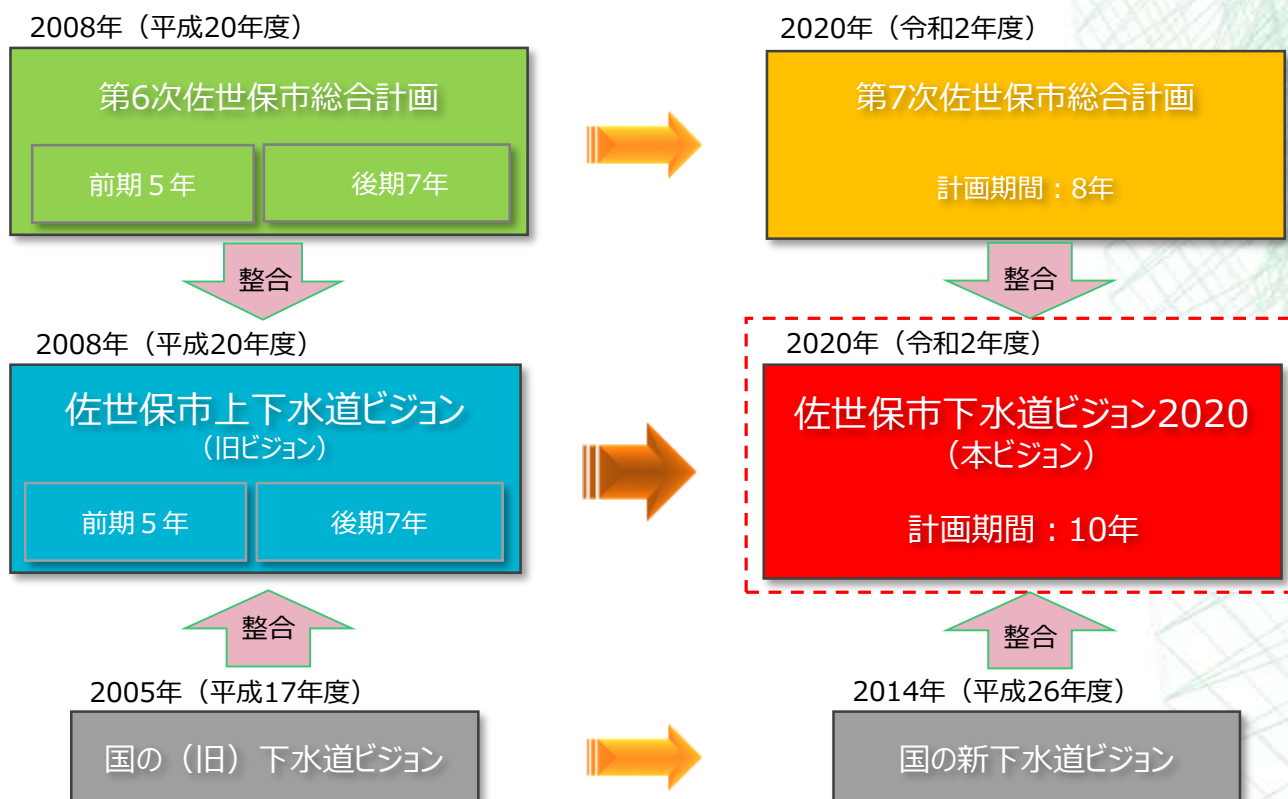 2008年（平成20年度）
2020年（令和2年度）
第6次佐世保市総合計画
前期５年
後期7年
第7次佐世保市総合計画
計画期間：8年
整合
整合
2008年（平成20年度）
2020年（令和2年度）
佐世保市上下水道ビジョン
（旧ビジョン）
前期５年
後期7年
佐世保市下水道ビジョン2020
（本ビジョン）
計画期間：10年
整合
整合
2005年（平成17年度）
2014年（平成26年度）
国の（旧）下水道ビジョン
国の新下水道ビジョン